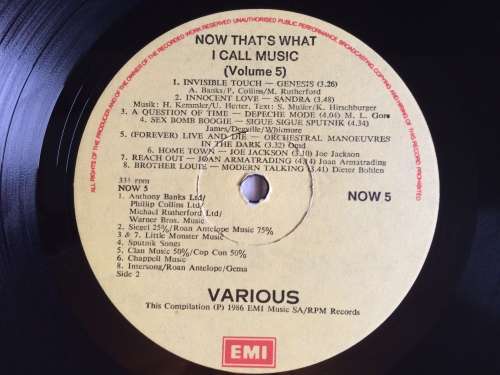 ALL RIGHTS OF THE PRODUCERS AND OF THE OWNERS OF THE RECORDED WORK RESERVED UNAUTHORISED PUBLIC PERFORMANCE, BROADCASTING COPYING AND HIRING OF THIS RECORD PROHIBITED
NOW THAT'S WHAT
I CALL MUSIC
(Volume 5)
1. INVISIBLE TOUCH — GENESIS (3.26)
A. Banks/P. Collins/M. Rutherford
2. INNOCENT LOVE — SANDRA (3.48)
Musik: H. Kemmler/U. Herter. Text: S. Muller/K. Hirschburger
3. A QUESTION OF TIME — DEPECHE MODE (4.04) M. L. Gore
4. SEX BOMB BOOGIE — SIGUE SIGUE SPUTNIK (4.34)
James/Degville/Whitmore
5. (FOREVER) LIVE AND DIE — ORCHESTRAL MANOEUVRES
IN THE DARK (3.32) Omd
6. HOME TOWN — JOE JACKSON (3.10) Joe Jackson
7. REACH OUT — JOAN ARMATRADING (4.14) Joan Armatrading
8. BROTHER LOUIE — MODERN TALKING (3.41) Dieter Bohlen
33⅓ rpm
NOW 5
NOW 5
1. Anthony Banks Ltd/
Phillip Collins Ltd/
Michael Rutherford Ltd/
Warner Bros. Music
2. Siegel 25%/Roan Antelope Music 75%
3 & 7. Little Monster Music
4. Sputnik Songs
5. Clan Music 50%/Cop Con 50%
6. Chappell Music
8. Imersong/Roan Antelope/Gema
Side 2
VARIOUS
This Compilation (P) 1986 EMI Music SA/RPM Records
EMI